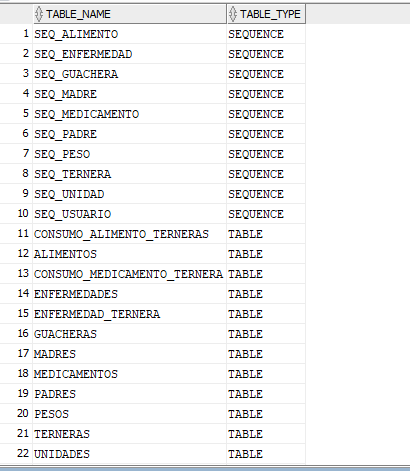 TABLE_NAME TABLE_TYPE
1 SEQ_ALIMENTO SEQUENCE
2 SEQ_ENFERMEDAD SEQUENCE
3 SEQ_GUACHERA SEQUENCE
4 SEQ_MADRE SEQUENCE
5 SEQ_MEDICAMENTO SEQUENCE
6 SEQ_PADRE SEQUENCE
7 SEQ_PESO SEQUENCE
8 SEQ_TERNERA SEQUENCE
9 SEQ_UNIDAD SEQUENCE
10 SEQ_USUARIO SEQUENCE
11 CONSUMO_ALIMENTO_TERNERAS TABLE
12 ALIMENTOS TABLE
13 CONSUMO_MEDICAMENTO_TERNERA TABLE
14 ENFERMEDADES TABLE
15 ENFERMEDAD_TERNERA TABLE
16 GUACHERAS TABLE
17 MADRES TABLE
18 MEDICAMENTOS TABLE
19 PADRES TABLE
20 PESOS TABLE
21 TERNERAS TABLE
22 UNIDADES TABLE